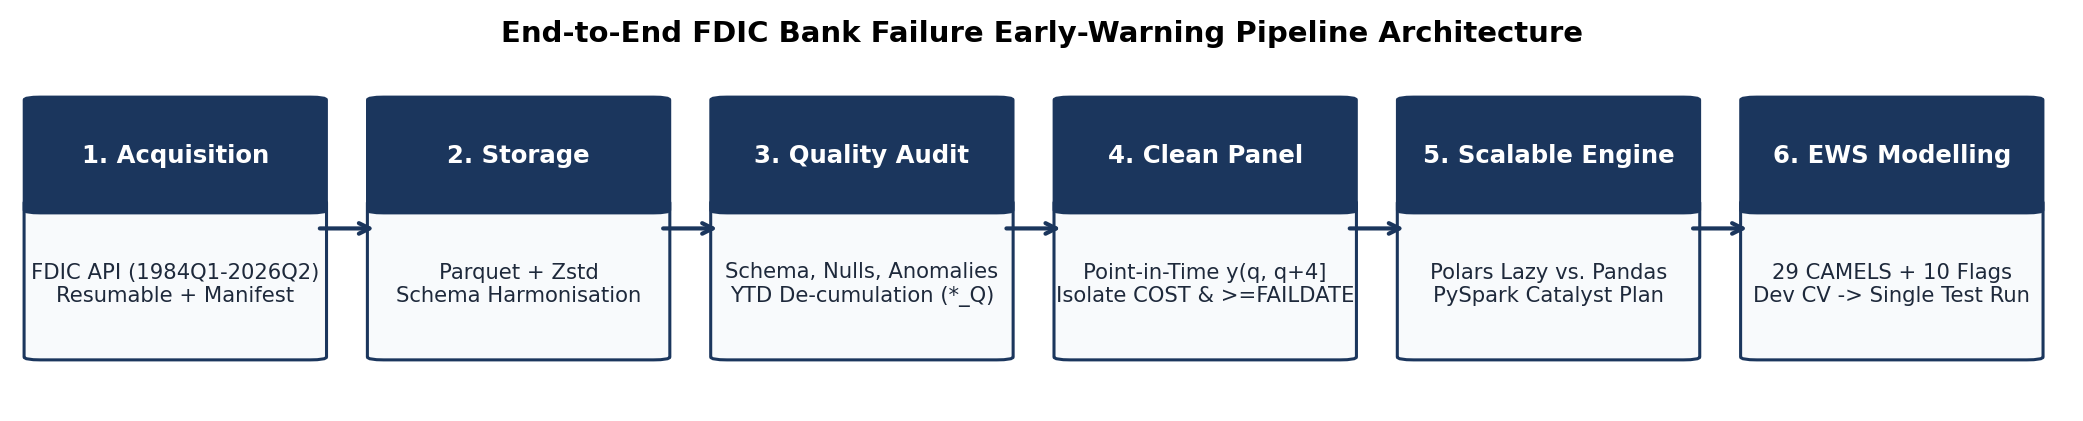 End-to-End FDIC Bank Failure Early-Warning Pipeline Architecture
1. Acquisition
FDIC API (1984Q1-2026Q2)
Resumable + Manifest
2. Storage
Parquet + Zstd
Schema Harmonisation
3. Quality Audit
Schema, Nulls, Anomalies
YTD De-cumulation (*_Q)
4. Clean Panel
Point-in-Time y(q, q+4]
Isolate COST & >=FAILDATE
5. Scalable Engine
Polars Lazy vs. Pandas
PySpark Catalyst Plan
6. EWS Modelling
29 CAMELS + 10 Flags
Dev CV -> Single Test Run